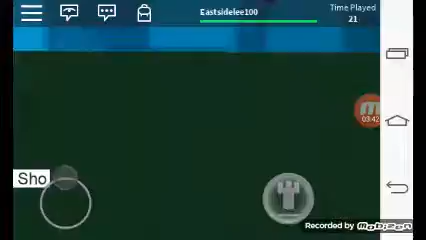 Eastsidelee100
Time Played
21
03:42
Sho
Recorded by Mobizen